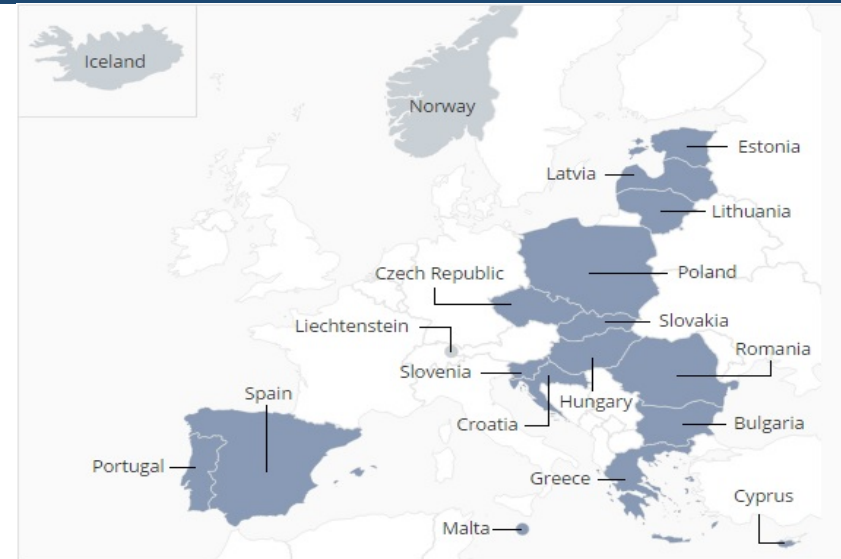 Iceland
Norway
Estonia
Latvia
Lithuania
Czech Republic
Poland
Liechtenstein
Slovakia
Romania
Slovenia
Spain
Hungary
Croatia
Bulgaria
Portugal
Greece
Cyprus
Malta